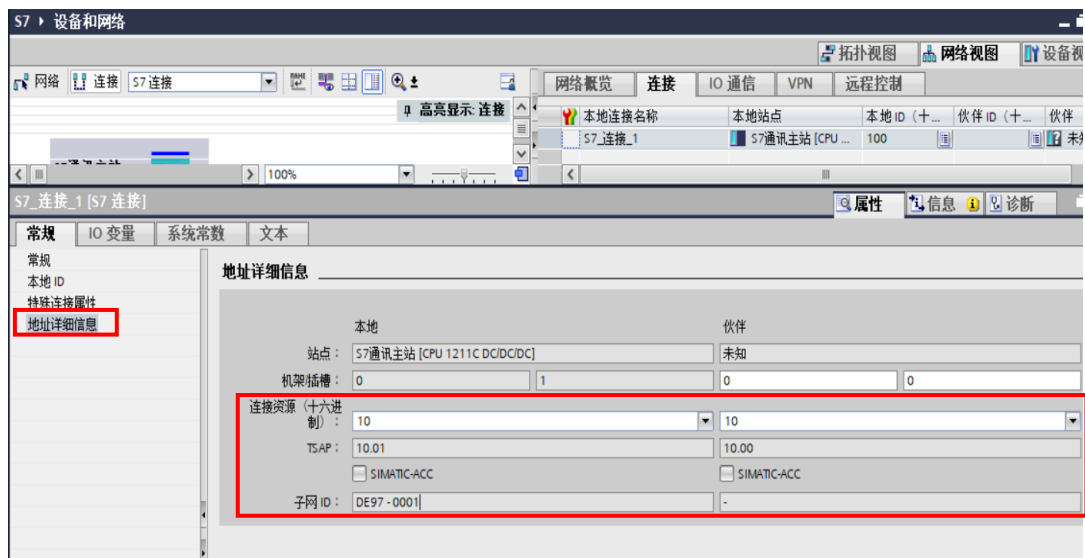 S7 ▸ 设备和网络
拓扑视图 网络视图 设备视
网络 连接 S7 连接
网络概览 连接 IO 通信 VPN 远程控制
高亮显示: 连接
本地连接名称 本地站点 本地 ID（十... 伙伴 ID（十... 伙伴
S7_连接_1 S7通讯主站 [CPU ... 100 未知
100%
S7_连接_1 [S7 连接]
属性 信息 诊断
常规 IO 变量 系统常数 文本
常规
本地 ID
特殊连接属性
地址详细信息
地址详细信息
本地 伙伴
站点： S7通讯主站 [CPU 1211C DC/DC/DC] 未知
机架/插槽： 0 1 0 0
连接资源（十六进
制）： 10 10
TSAP： 10.01 10.00
SIMATIC-ACC SIMATIC-ACC
子网 ID： DE97 - 0001 -